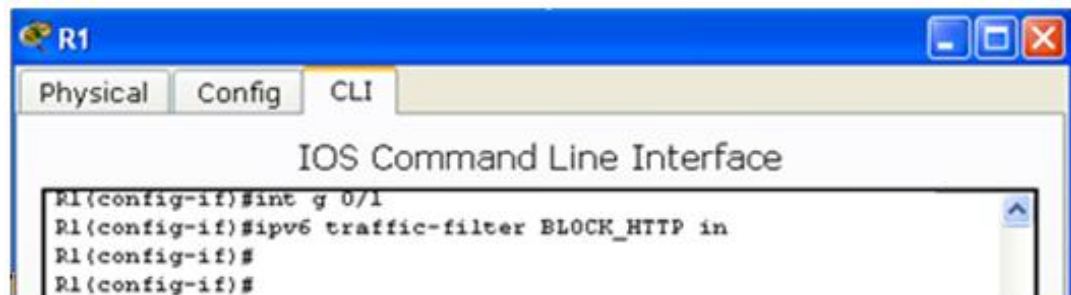 R1
Physical Config CLI
IOS Command Line Interface
R1(config-if)#int g 0/1
R1(config-if)#ipv6 traffic-filter BLOCK_HTTP in
R1(config-if)#
R1(config-if)#